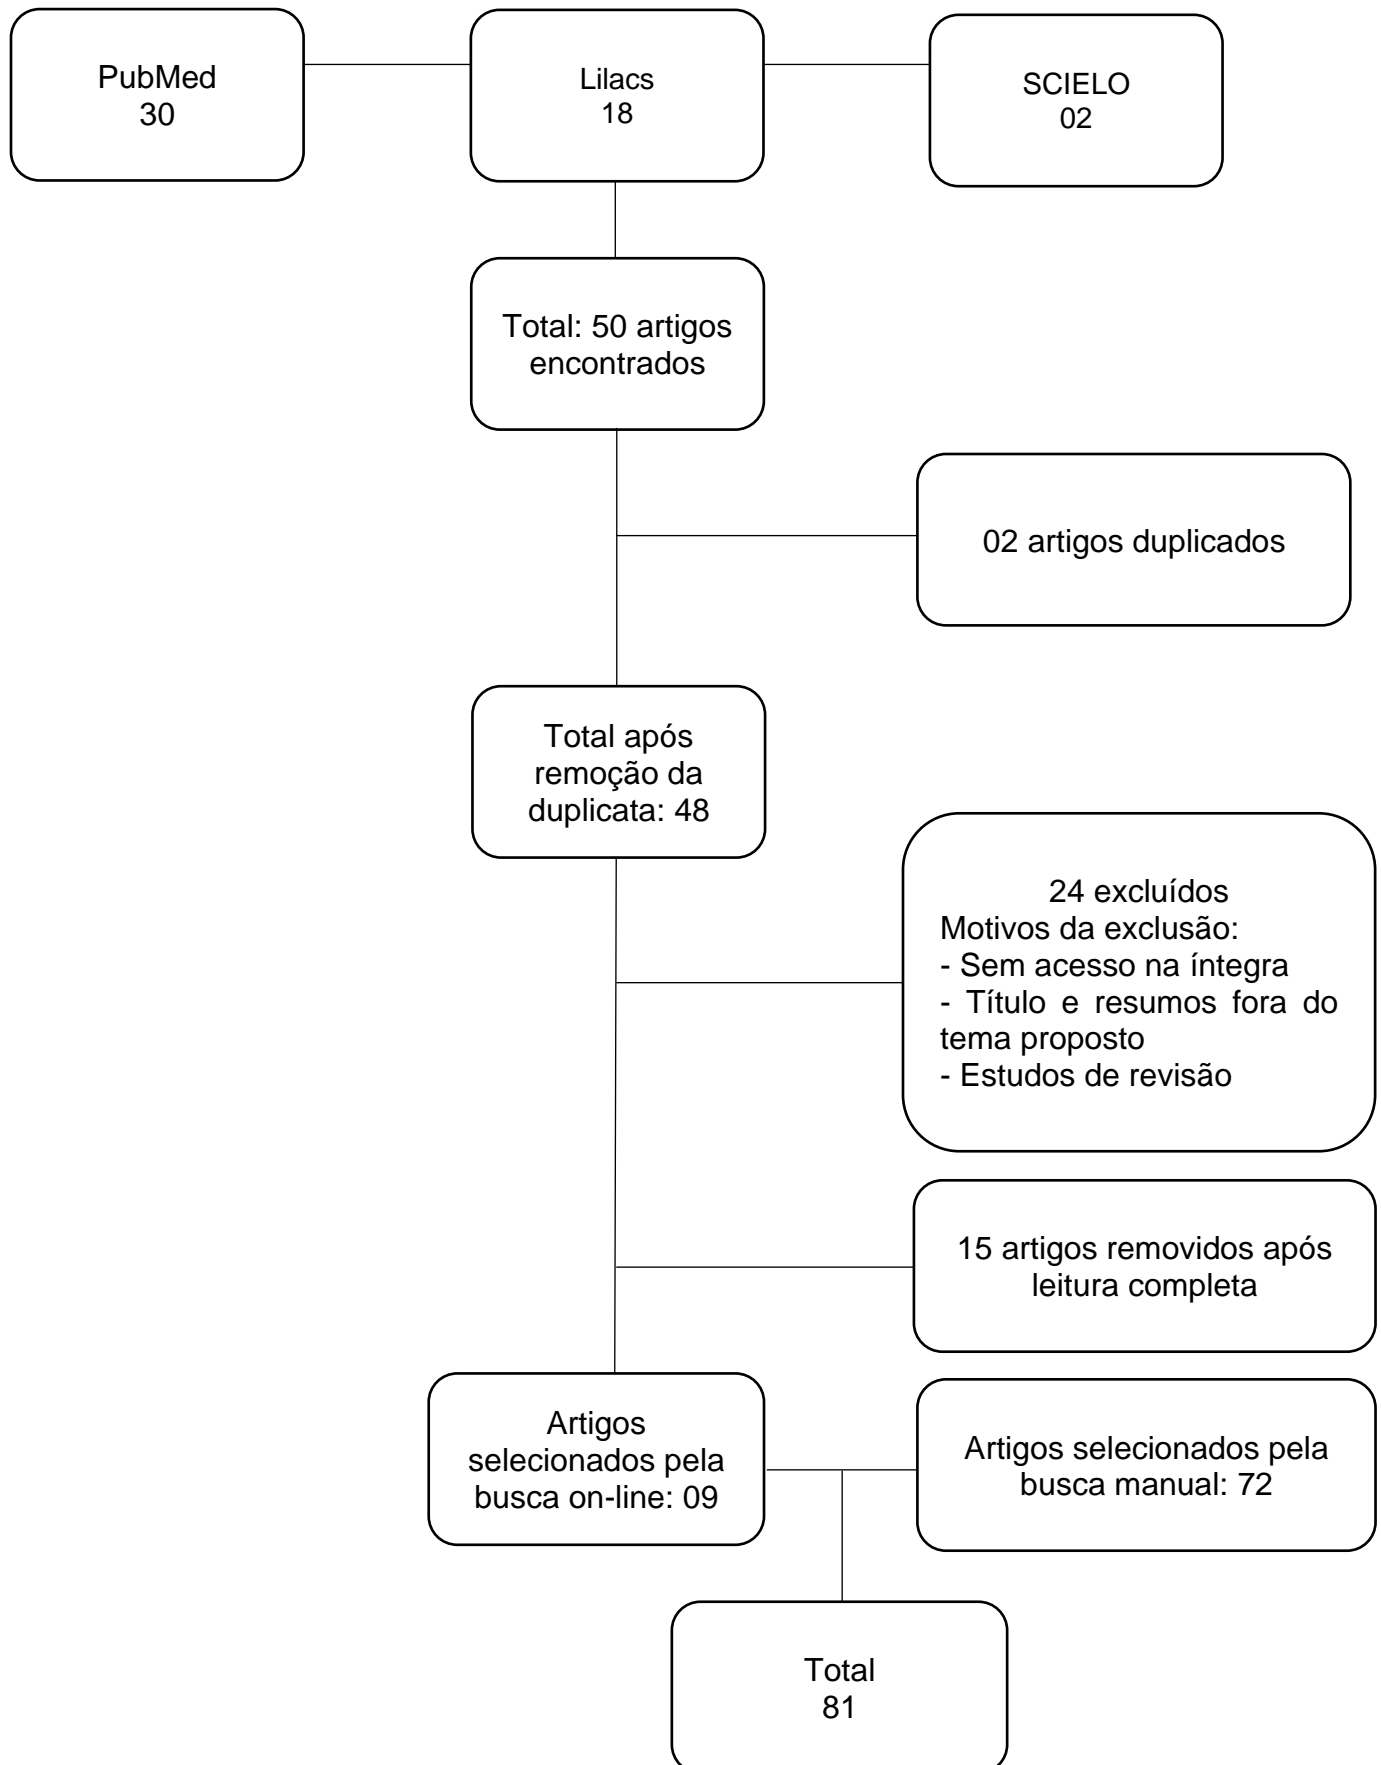 PubMed
30
Lilacs
18
SCIELO
02
Total: 50 artigos
encontrados
02 artigos duplicados
Total após
remoção da
duplicata: 48
24 excluídos
Motivos da exclusão:
- Sem acesso na íntegra
- Título e resumos fora do
tema proposto
- Estudos de revisão
15 artigos removidos após
leitura completa
Artigos
selecionados pela
busca on-line: 09
Artigos selecionados pela
busca manual: 72
Total
81